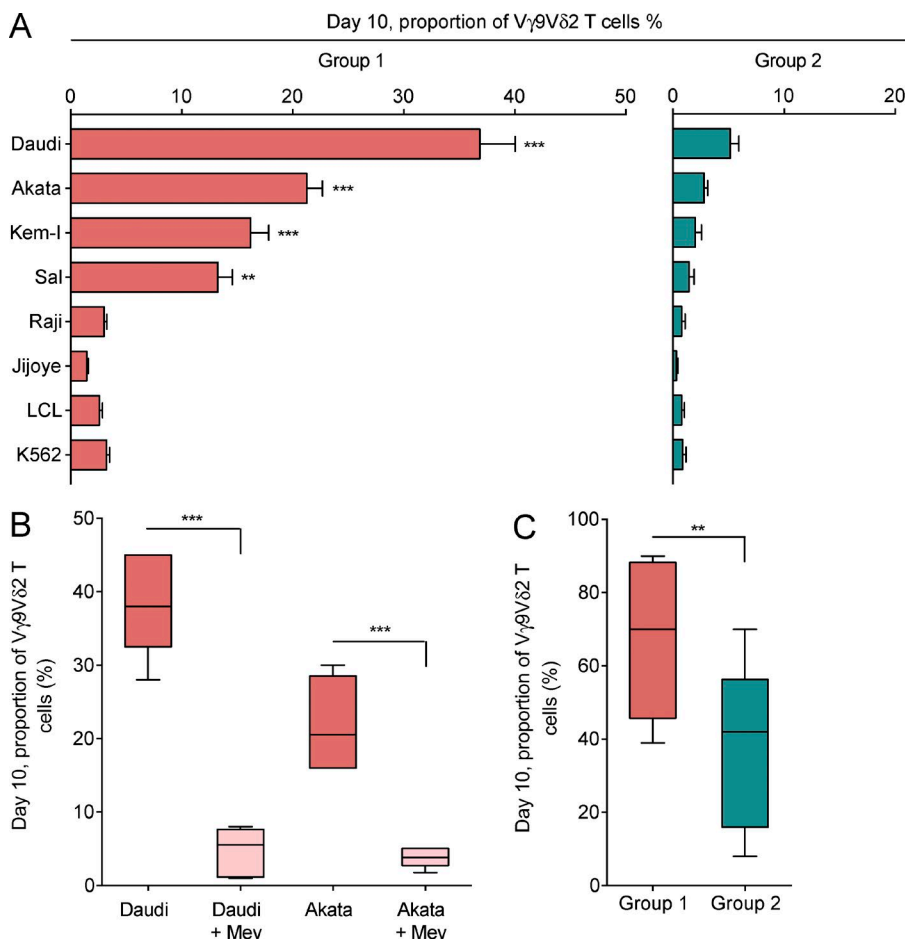 A
Day 10, proportion of Vγ9Vδ2 T cells %
Group 1
Group 2
0 10 20 30 40 50
0 10 20
Daudi ***
Akata ***
Kem-I ***
Sal **
Raji
Jijoye
LCL
K562
B
Day 10, proportion of Vγ9Vδ2 T
cells (%)
50
40
30
20
10
0
***
***
Daudi
Daudi
+ Mev
Akata
Akata
+ Mev
C
Day 10, proportion of Vγ9Vδ2 T
cells (%)
100
80
60
40
20
0
**
Group 1
Group 2